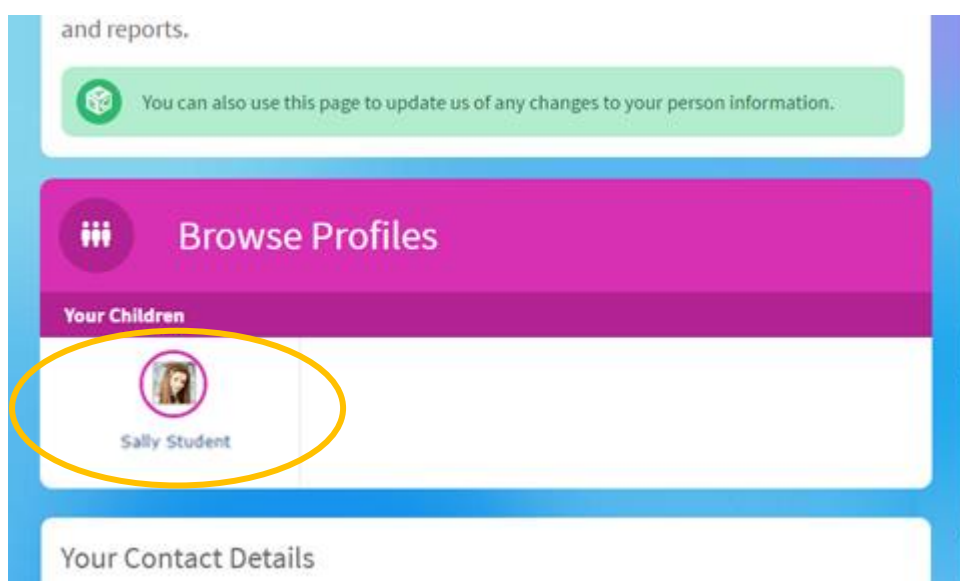 and reports.
You can also use this page to update us of any changes to your person information.
Browse Profiles
Your Children
Sally Student
Your Contact Details